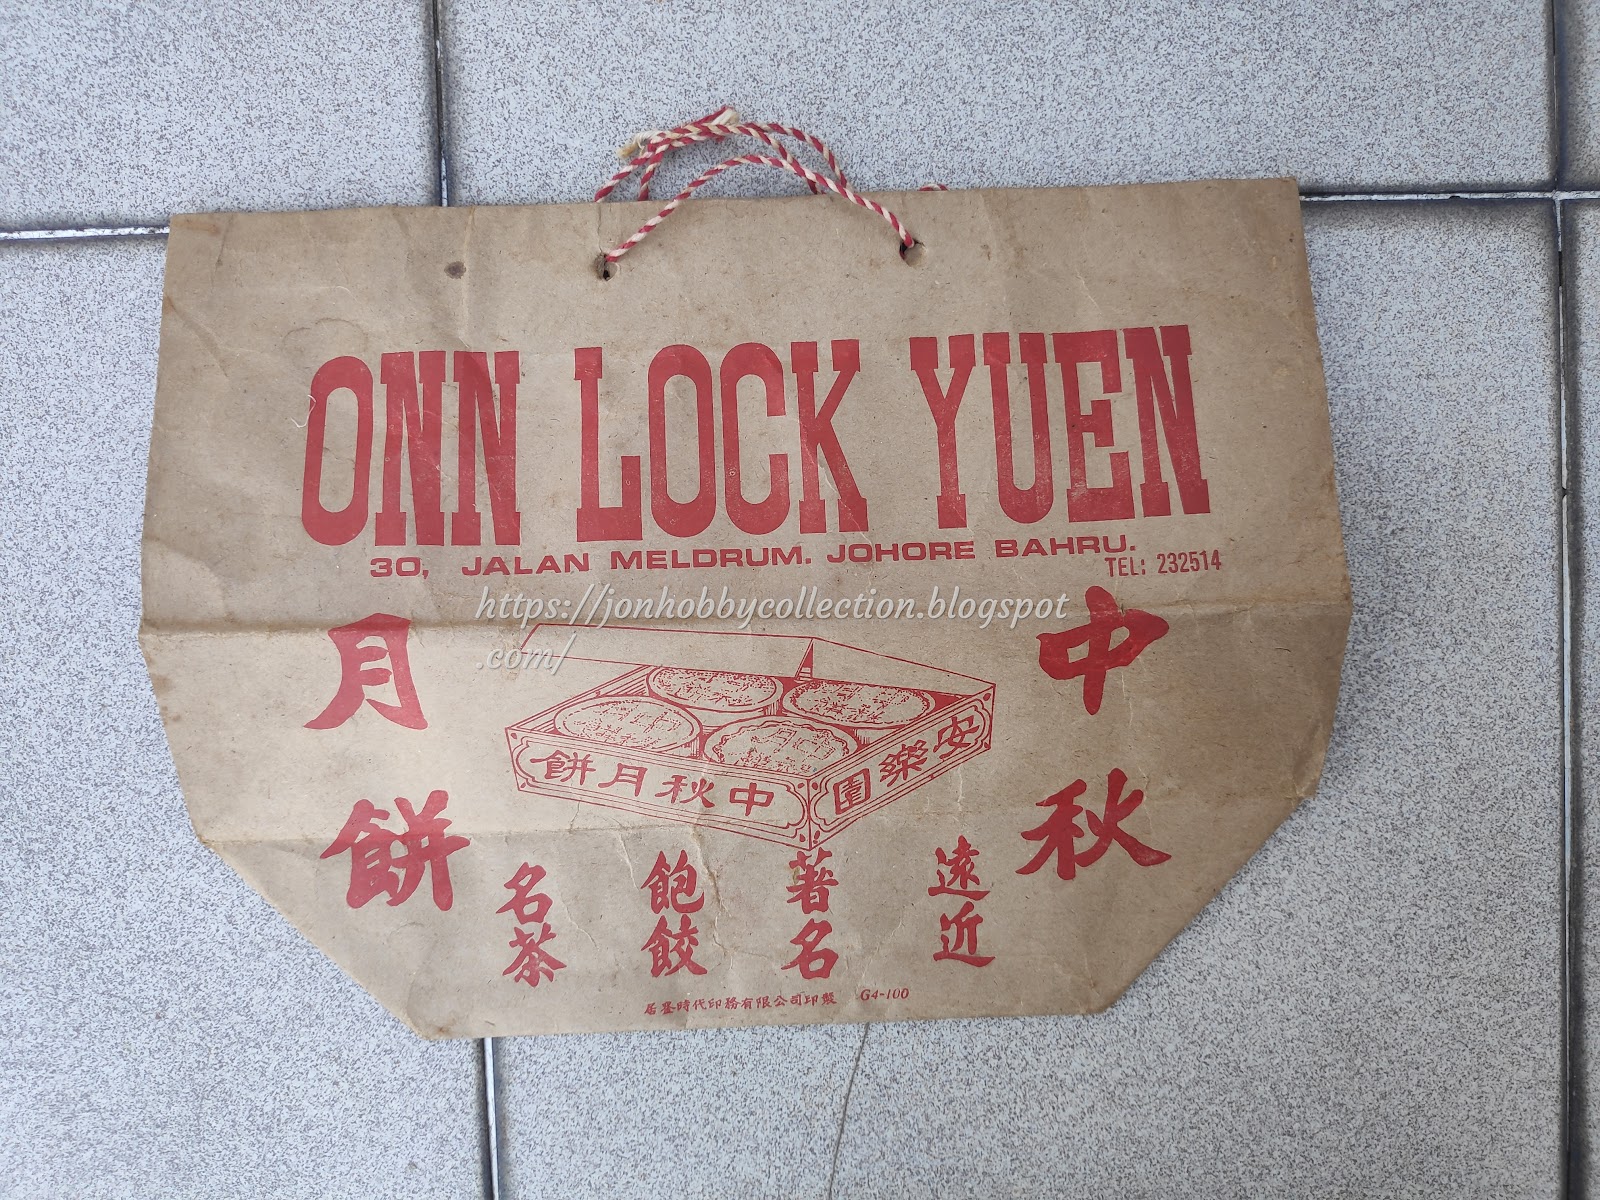 ONN LOCK YUEN
30, JALAN MELDRUM. JOHORE BAHRU.
TEL: 232514
https://jonhobbycollection.blogspot
.com/
中秋
月餅
安樂園
中秋月餅
遠近
著名
飽餃
名茶
居鑾時代印務有限公司印製 G4-100